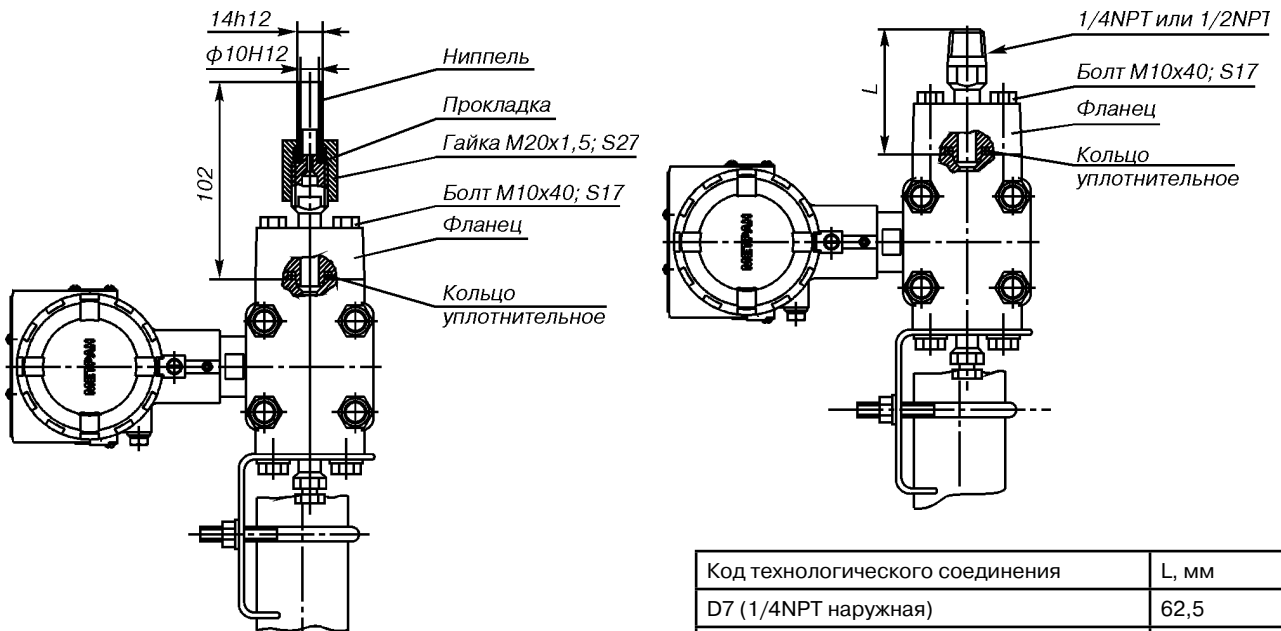 14h12
ф10H12
Ниппель
Прокладка
Гайка М20х1,5; S27
102
Болт М10х40; S17
Фланец
Кольцо
уплотнительное
МЕТРАН
1/4NPT или 1/2NPT
L
Болт М10х40; S17
Фланец
Кольцо
уплотнительное
МЕТРАН
Код технологического соединения L, мм
D7 (1/4NPT наружная) 62,5